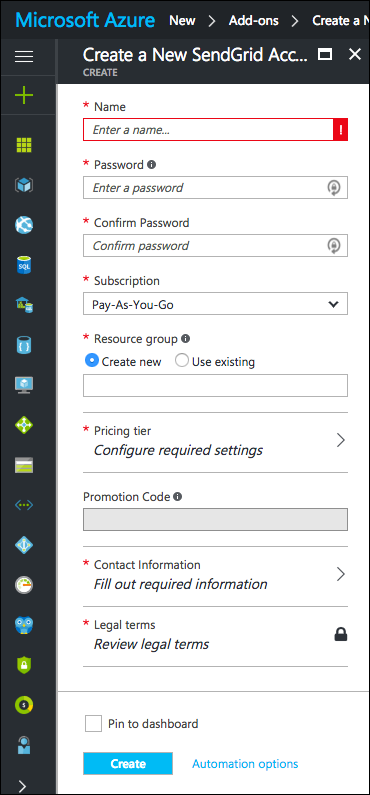 Microsoft Azure New > Add-ons > Create a N
Create a New SendGrid Acc...
CREATE
* Name
Enter a name... !
* Password
Enter a password
* Confirm Password
Confirm password
* Subscription
Pay-As-You-Go
* Resource group
Create new Use existing
* Pricing tier
Configure required settings
Promotion Code
* Contact Information
Fill out required information
* Legal terms
Review legal terms
Pin to dashboard
Create Automation options